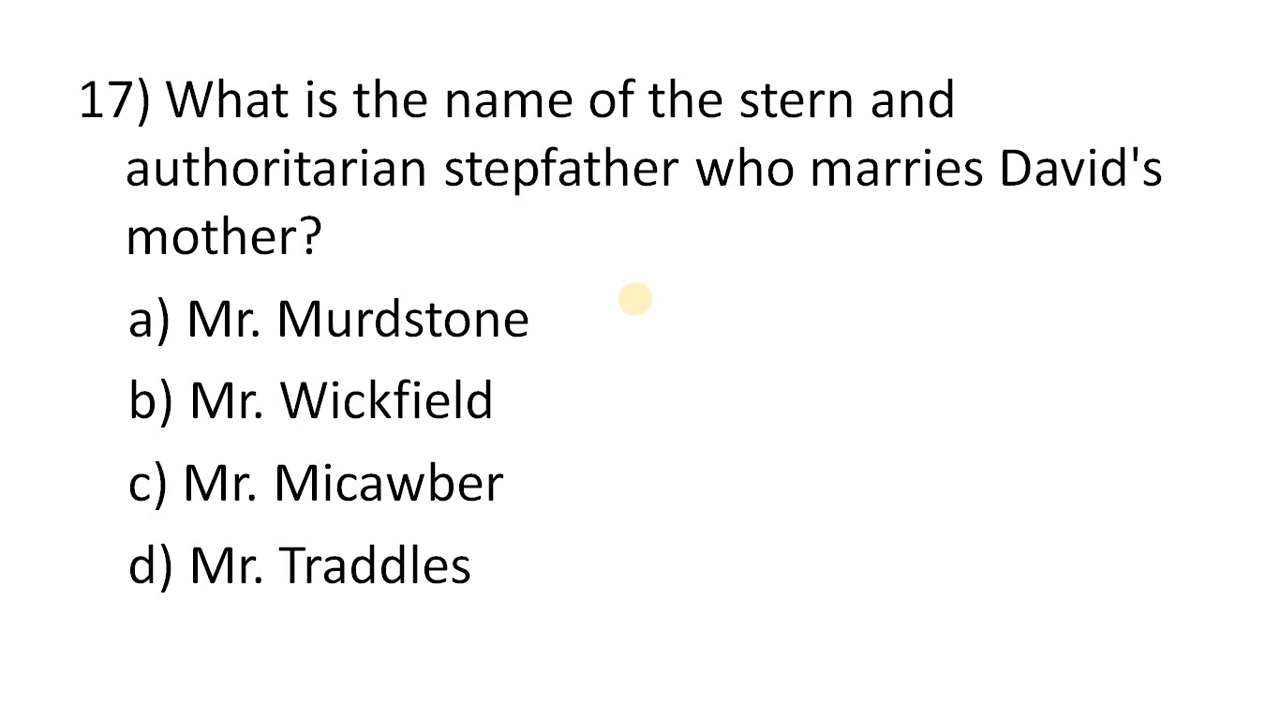 17) What is the name of the stern and
authoritarian stepfather who marries David's
mother?
a) Mr. Murdstone
b) Mr. Wickfield
c) Mr. Micawber
d) Mr. Traddles